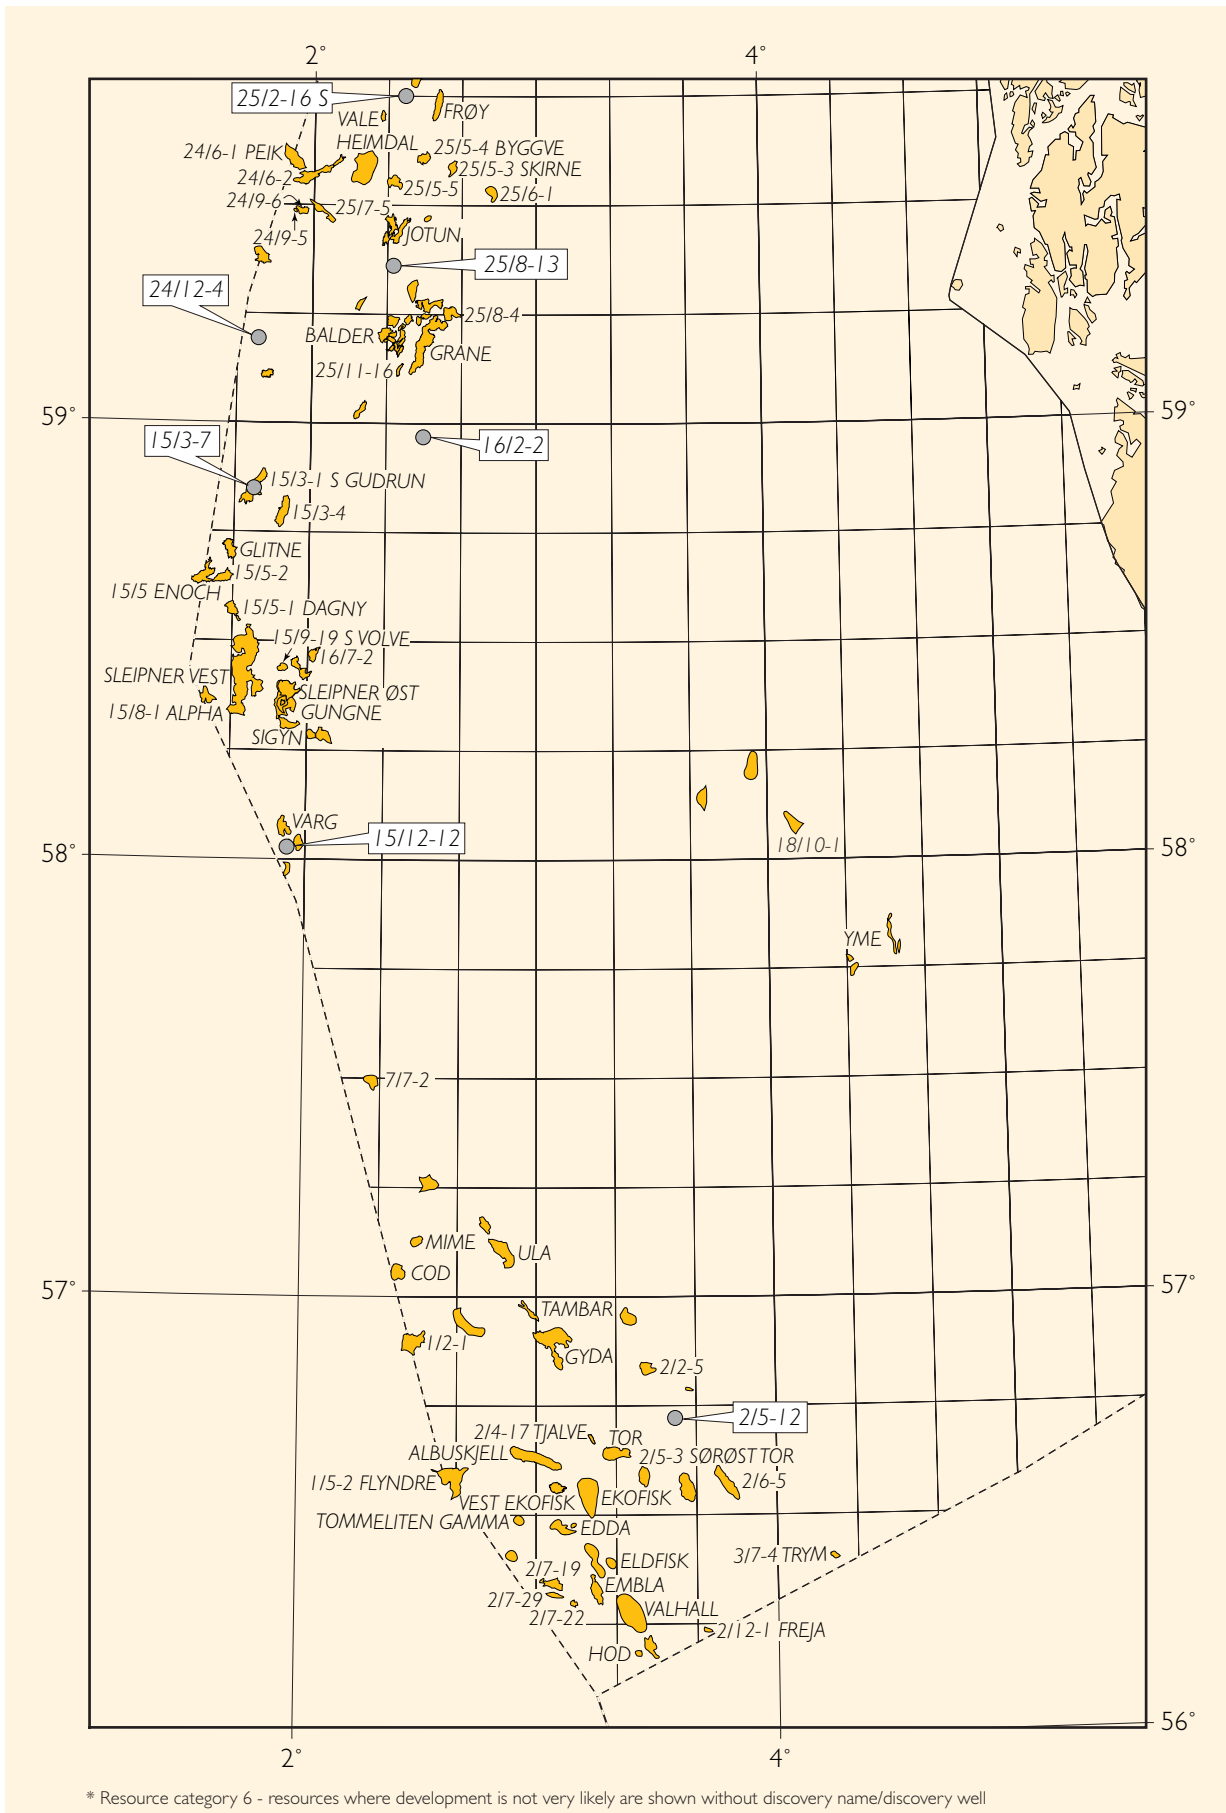 2°
4°
25/2-16 S
VALE
FRØY
HEIMDAL
24/6-1 PEIK
25/5-4 BYGGVE
25/5-3 SKIRNE
24/6-2
25/5-5
25/6-1
24/9-6
25/7-5
24/9-5
JOTUN
25/8-13
24/12-4
25/8-4
BALDER
GRANE
25/11-16
59°
59°
15/3-7
16/2-2
15/3-1 S GUDRUN
15/3-4
GLITNE
15/5-2
15/5 ENOCH
15/5-1 DAGNY
15/9-19 S VOLVE
16/7-2
SLEIPNER VEST
SLEIPNER ØST
15/8-1 ALPHA
GUNGNE
SIGYN
VARG
15/12-12
18/10-1
58°
58°
YME
7/7-2
MIME
ULA
COD
57°
57°
TAMBAR
1/2-1
GYDA
2/2-5
2/5-12
2/4-17 TJALVE
TOR
ALBUSKJELL
2/5-3 SØRØST TOR
1/5-2 FLYNDRE
2/6-5
VEST EKOFISK
EKOFISK
TOMMELITEN GAMMA
EDDA
3/7-4 TRYM
ELDFISK
2/7-19
EMBLA
2/7-29
VALHALL
2/7-22
2/12-1 FREJA
HOD
56°
2°
4°
* Resource category 6 - resources where development is not very likely are shown without discovery name/discovery well